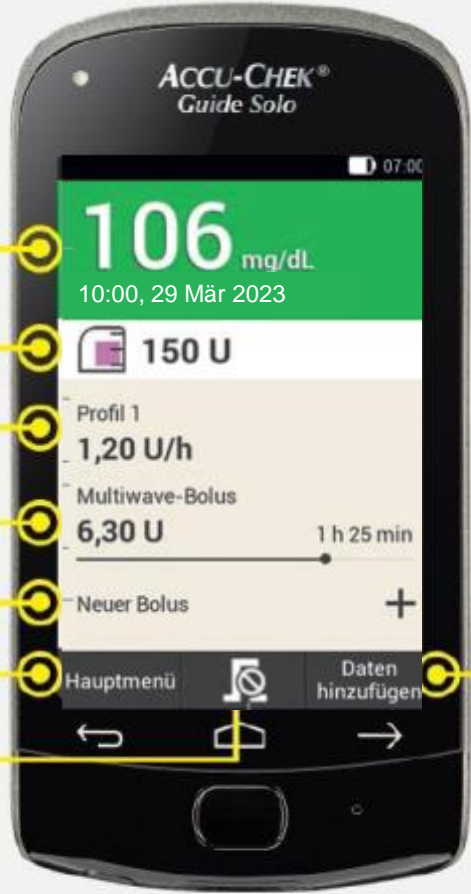 ACCU-CHEK®
Guide Solo
07:00
106 mg/dL
10:00, 29 Mär 2023
150 U
Profil 1
1,20 U/h
Multiwave-Bolus
6,30 U 1 h 25 min
Neuer Bolus +
Hauptmenü
Daten
hinzufügen